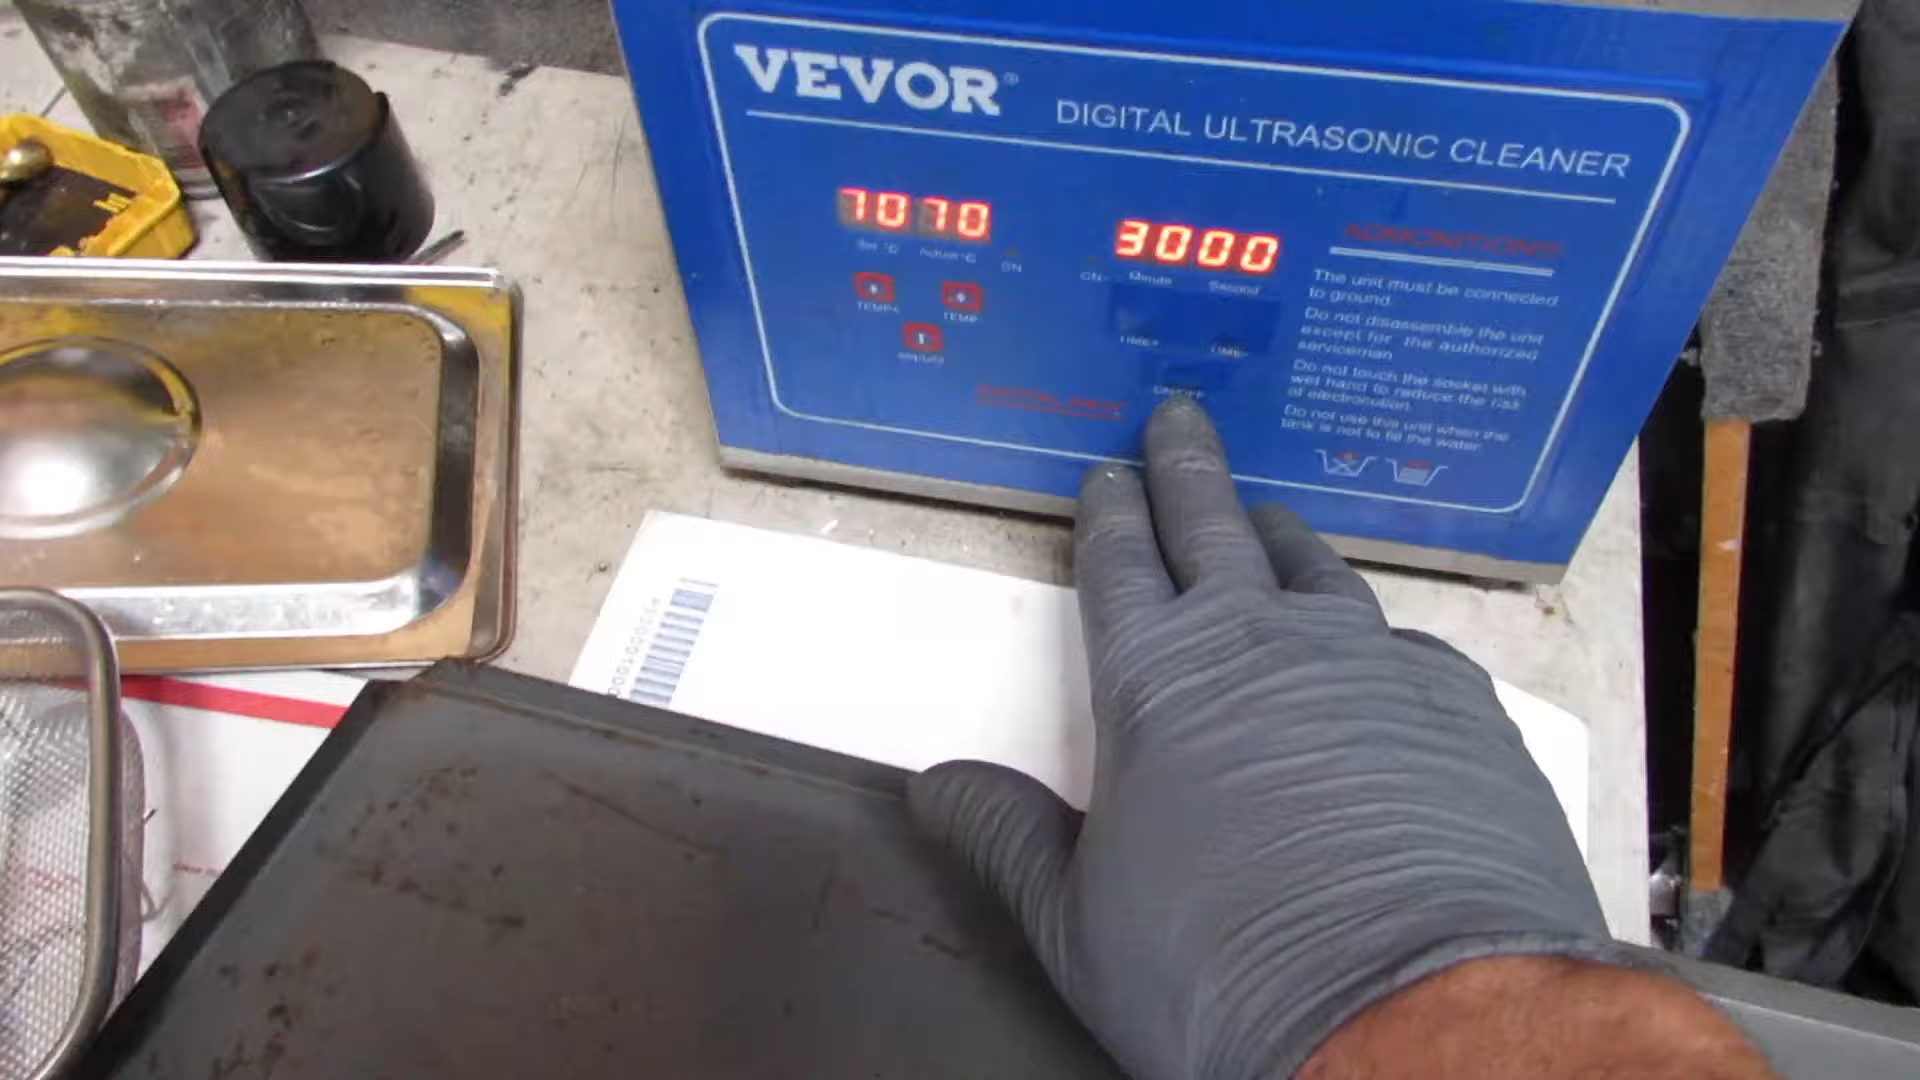 VEVOR®
DIGITAL ULTRASONIC CLEANER
7070
3000
Set °C
Actual °C
ON
ON
Minute
Second
TEMP+
TEMP-
TIME+
TIME-
ON/OFF
ADMONITION!!!
The unit must be connected
to ground.
Do not disassemble the unit
except for the authorized
serviceman
Do not touch the socket with
wet hand to reduce the risk
of electrocution.
Do not use this unit when the
tank is not to fill the water.